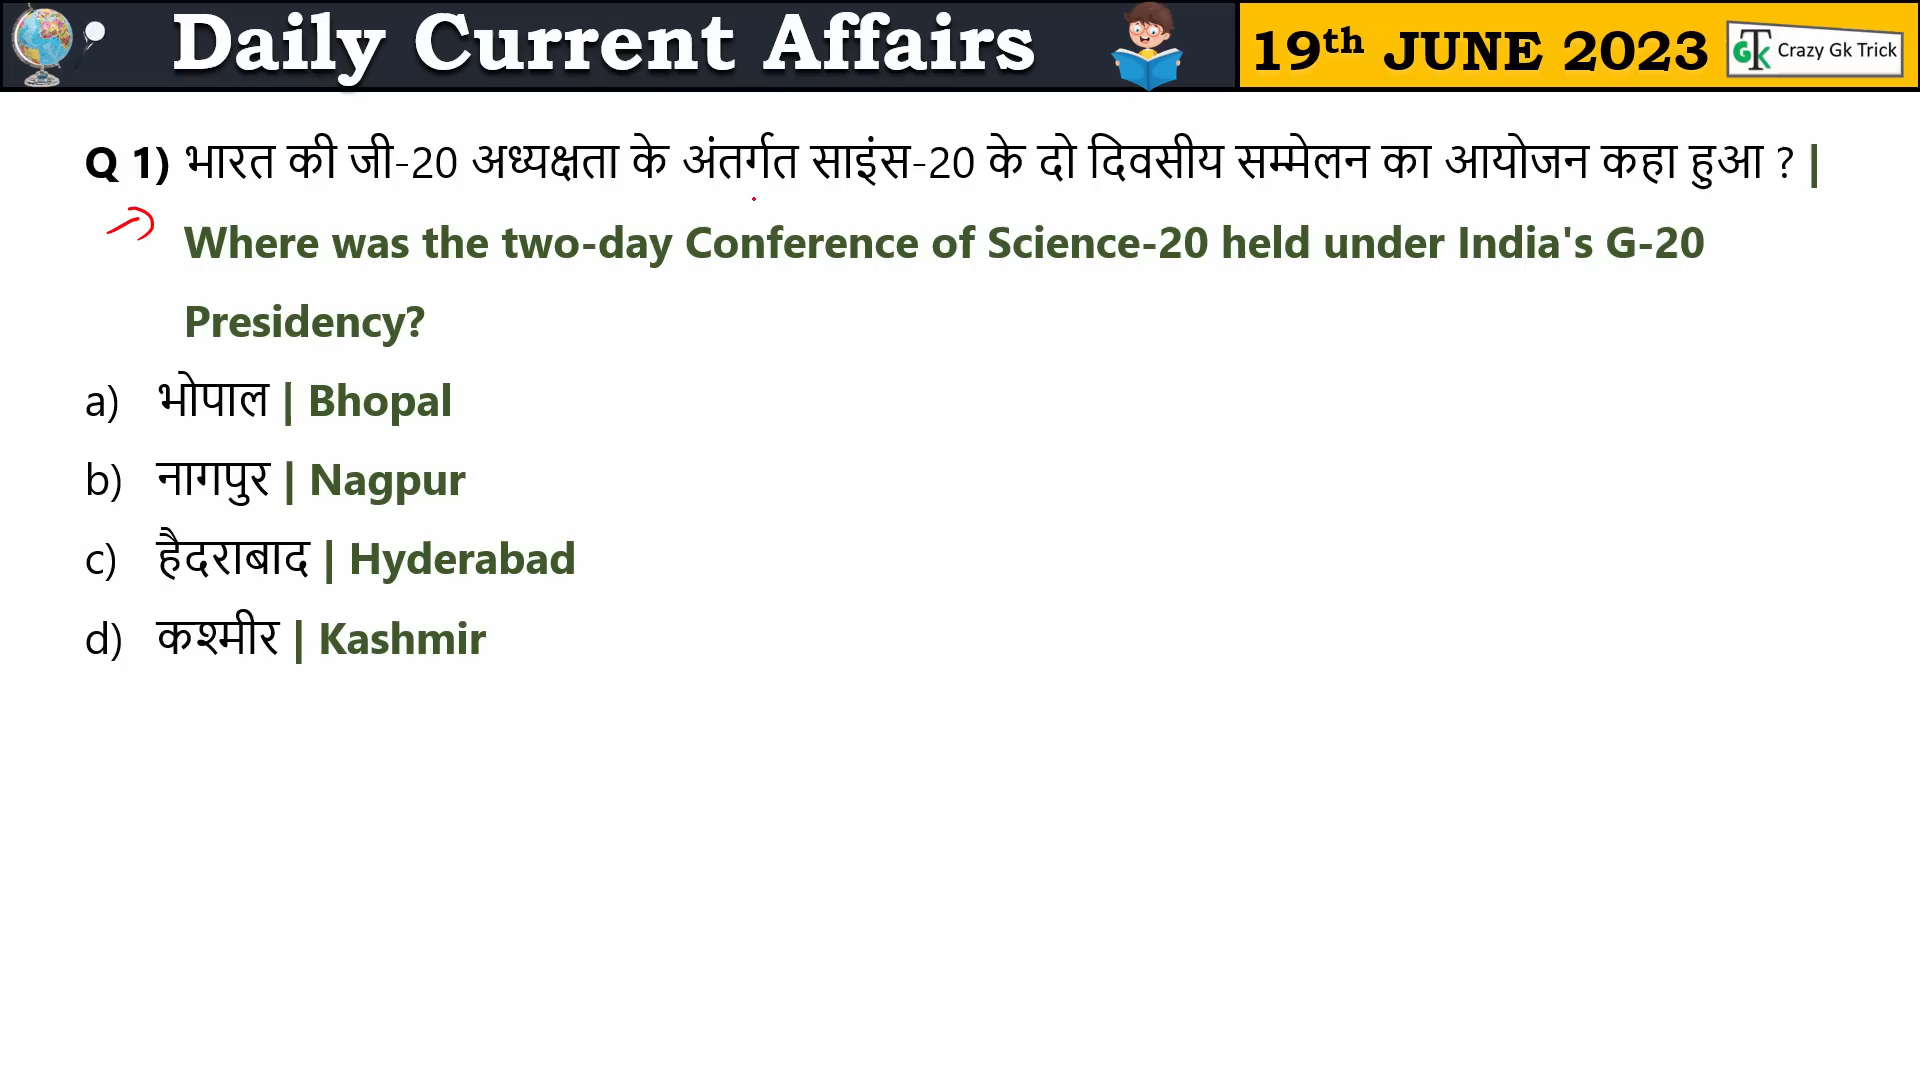 Daily Current Affairs
19th JUNE 2023
GTK Crazy Gk Trick
Q 1) भारत की जी-20 अध्यक्षता के अंतर्गत साइंस-20 के दो दिवसीय सम्मेलन का आयोजन कहा हुआ ? |
Where was the two-day Conference of Science-20 held under India's G-20
Presidency?
a) भोपाल | Bhopal
b) नागपुर | Nagpur
c) हैदराबाद | Hyderabad
d) कश्मीर | Kashmir